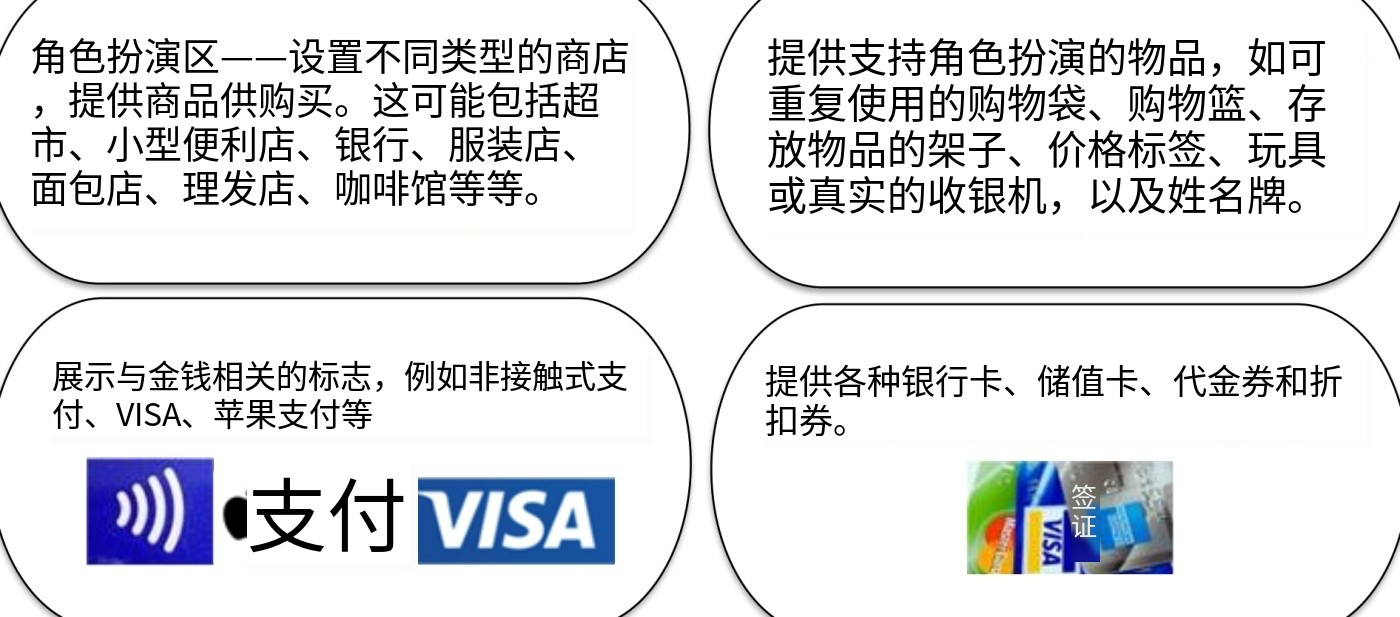 角色扮演区——设置不同类型的商店
，提供商品供购买。这可能包括超
市、小型便利店、银行、服装店、
面包店、理发店、咖啡馆等等。
提供支持角色扮演的物品，如可
重复使用的购物袋、购物篮、存
放物品的架子、价格标签、玩具
或真实的收银机，以及姓名牌。
展示与金钱相关的标志，例如非接触式支
付、VISA、苹果支付等
支付
VISA
提供各种银行卡、储值卡、代金券和折
扣券。
MasterCard
VISA
签
证